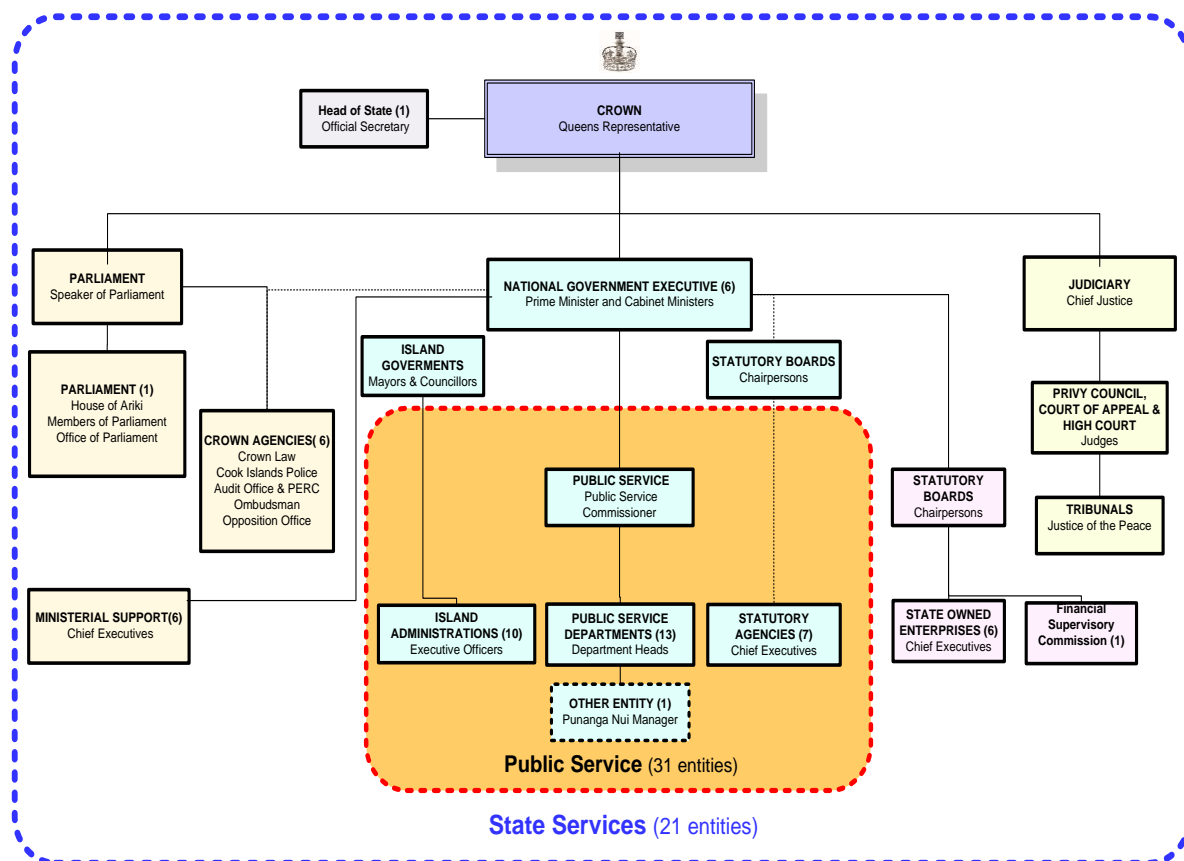 Head of State (1)
Official Secretary
CROWN
Queens Representative
PARLIAMENT
Speaker of Parliament
NATIONAL GOVERNMENT EXECUTIVE (6)
Prime Minister and Cabinet Ministers
JUDICIARY
Chief Justice
ISLAND
GOVERMENTS
Mayors & Councillors
STATUTORY BOARDS
Chairpersons
PARLIAMENT (1)
House of Ariki
Members of Parliament
Office of Parliament
CROWN AGENCIES( 6)
Crown Law
Cook Islands Police
Audit Office & PERC
Ombudsman
Opposition Office
PRIVY COUNCIL,
COURT OF APPEAL &
HIGH COURT
Judges
PUBLIC SERVICE
Public Service
Commissioner
STATUTORY
BOARDS
Chairpersons
TRIBUNALS
Justice of the Peace
MINISTERIAL SUPPORT(6)
Chief Executives
ISLAND
ADMINISTRATIONS (10)
Executive Officers
PUBLIC SERVICE
DEPARTMENTS (13)
Department Heads
STATUTORY
AGENCIES (7)
Chief Executives
STATE OWNED
ENTERPRISES (6)
Chief Executives
Financial
Supervisory
Commission (1)
OTHER ENTITY (1)
Punanga Nui Manager
Public Service (31 entities)
State Services (21 entities)